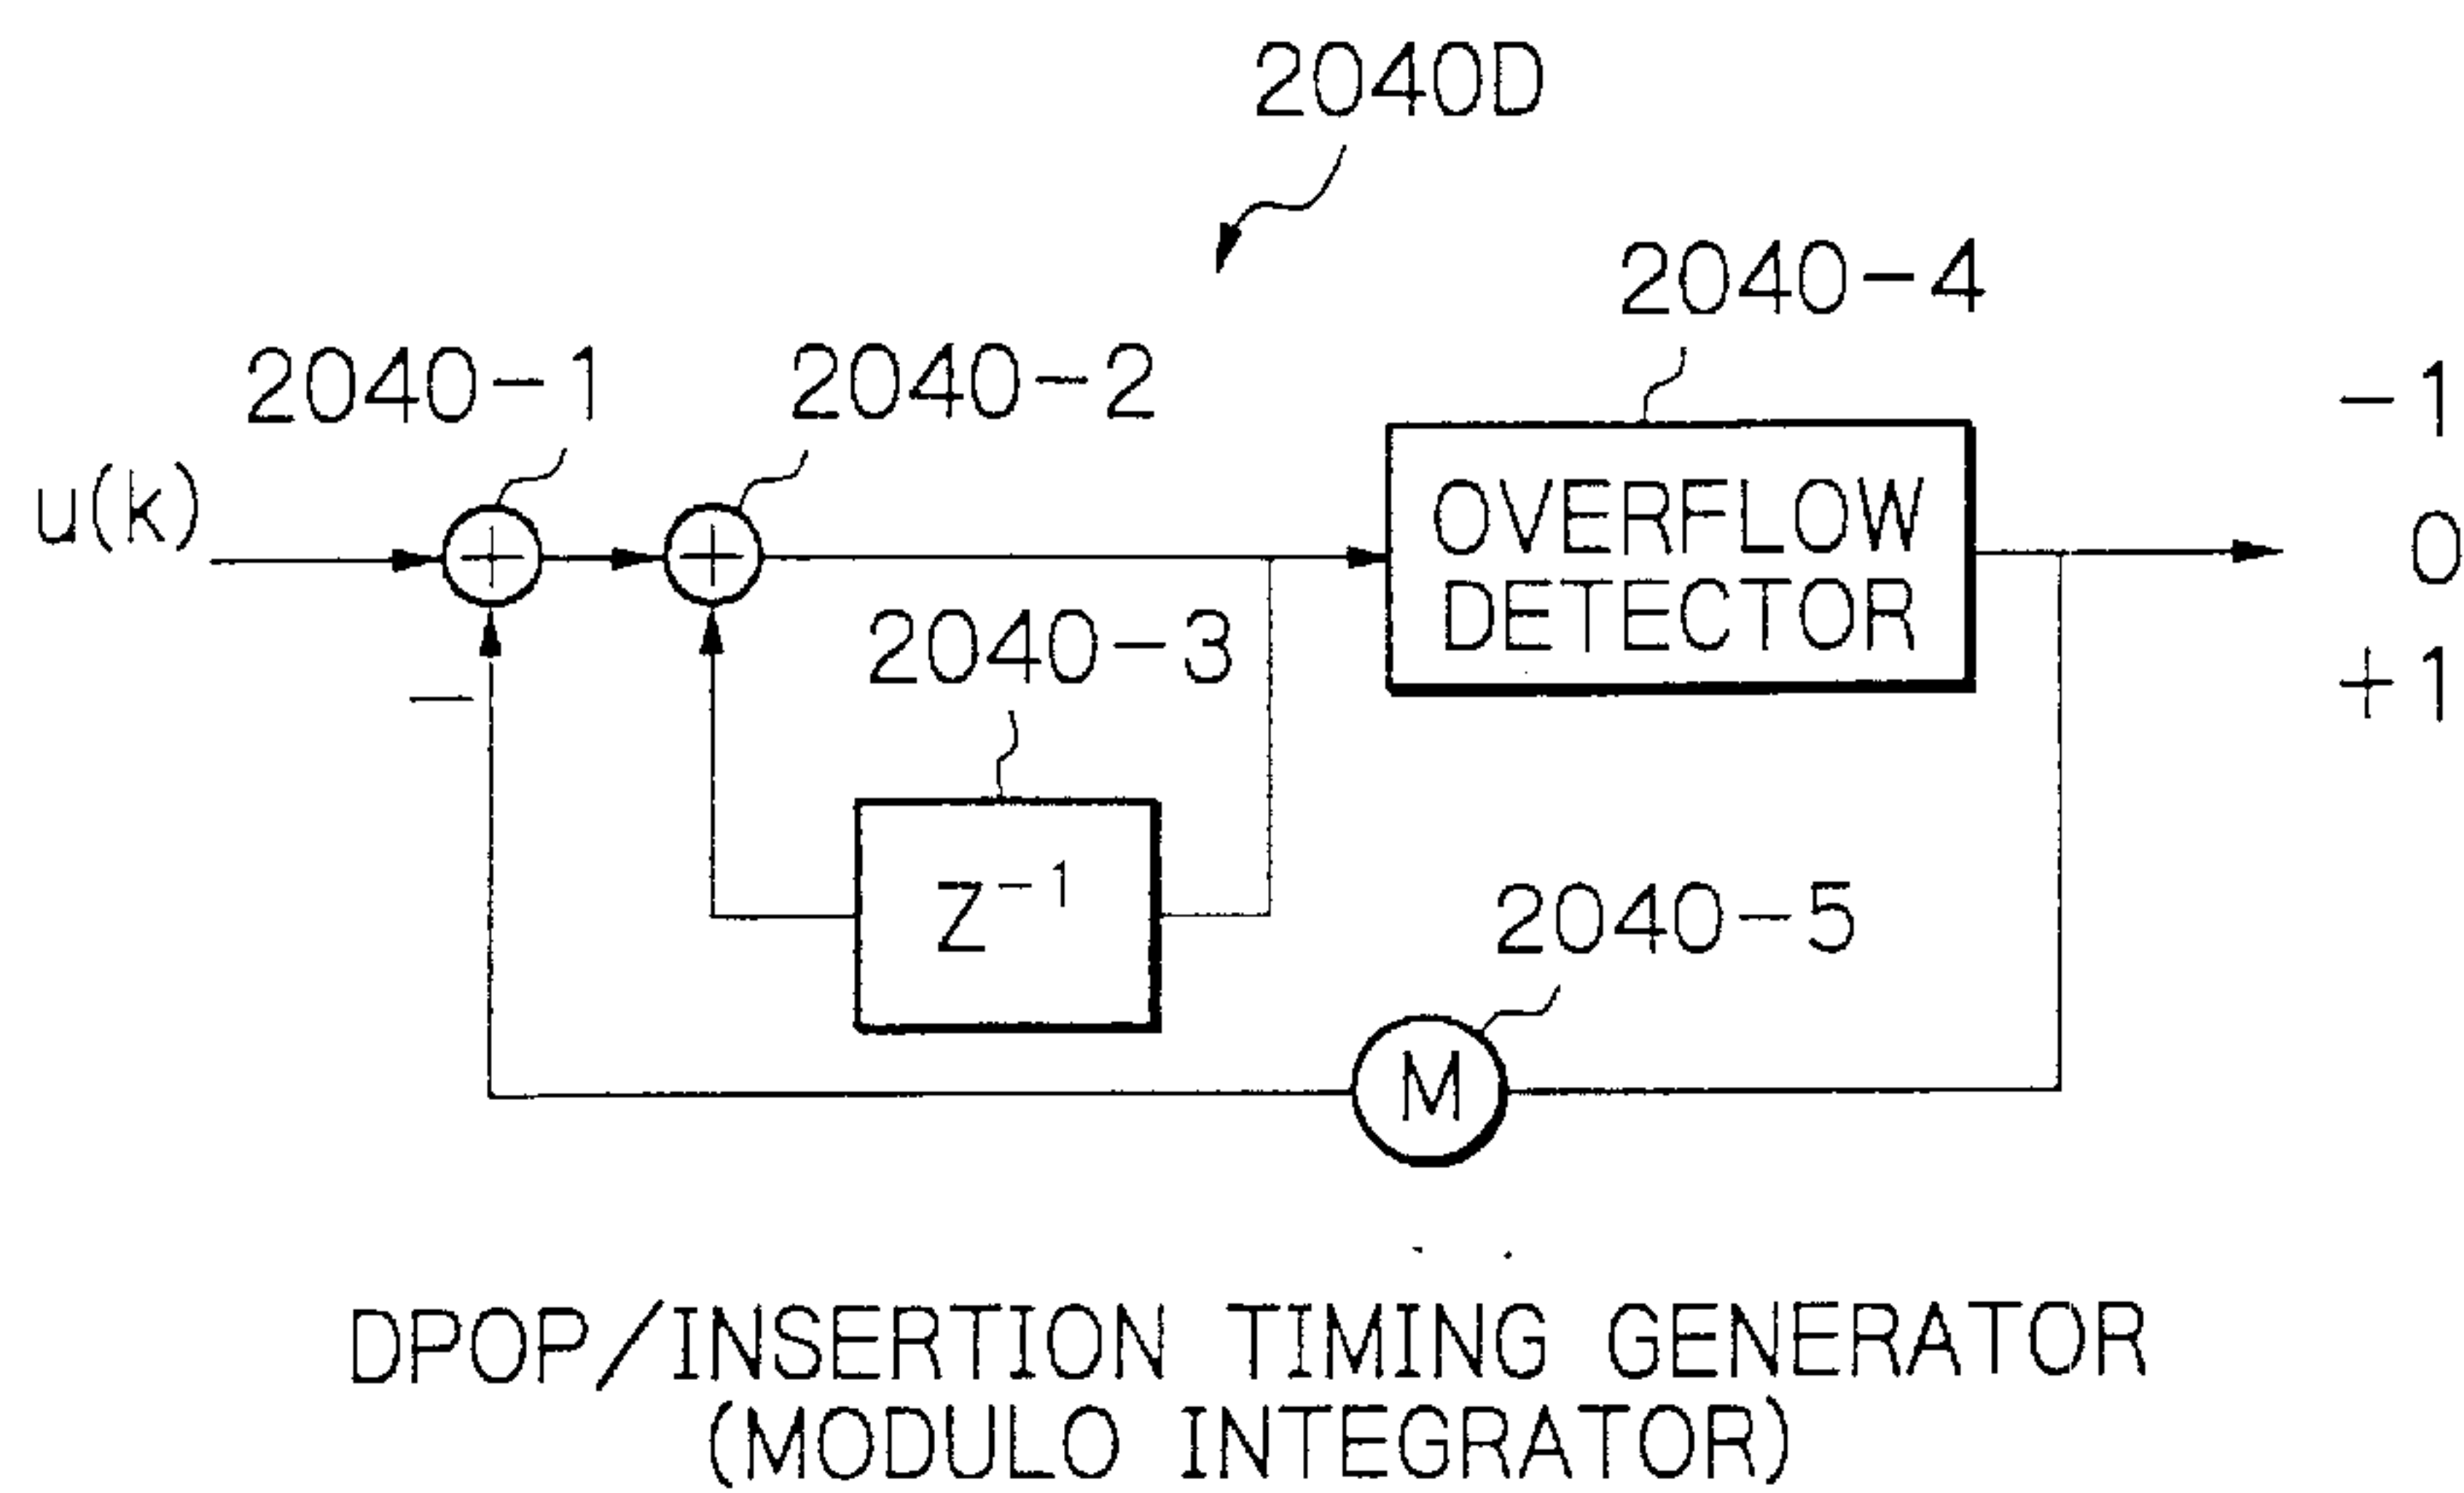 2040D
2040-4
2040-1
2040-2
-1
u(k)
OVERFLOW
DETECTOR
0
2040-3
+1
−
Z⁻¹
2040-5
M
DPOP/INSERTION TIMING GENERATOR
(MODULO INTEGRATOR)